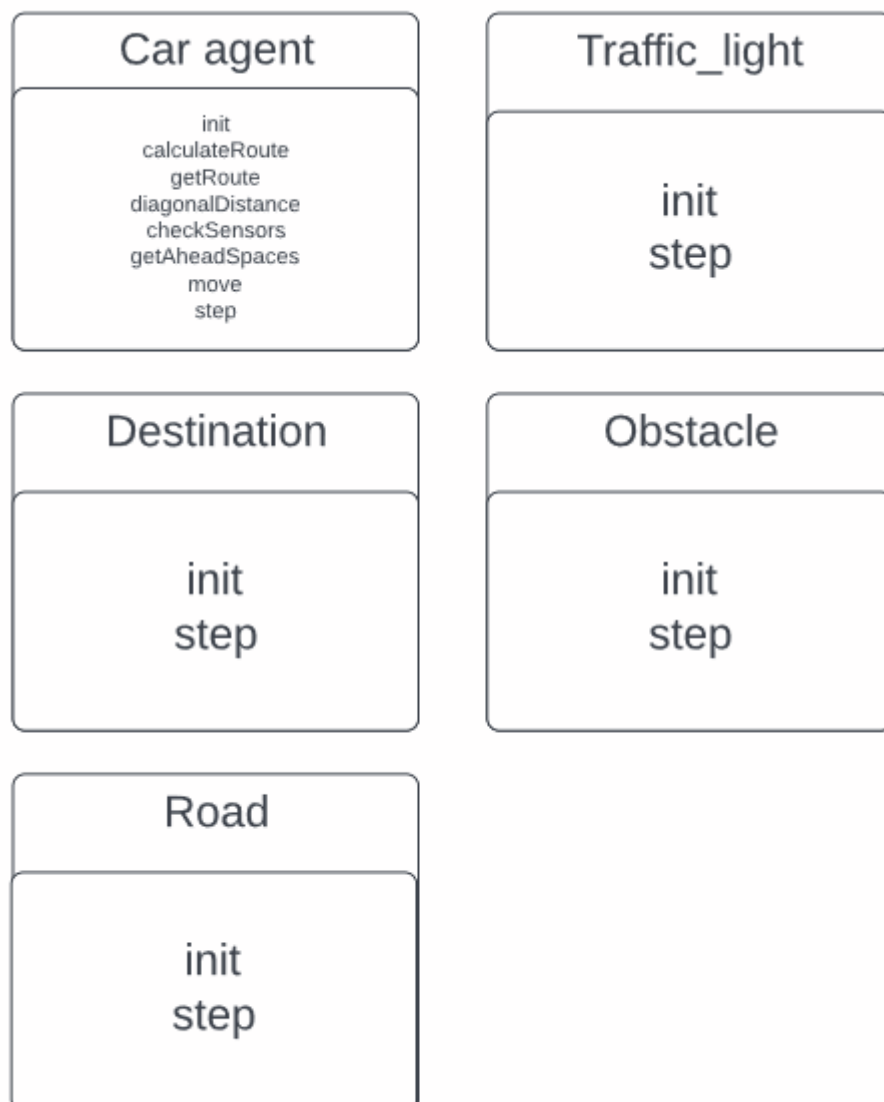 Car agent
init
calculateRoute
getRoute
diagonalDistance
checkSensors
getAheadSpaces
move
step
Traffic_light
init
step
Destination
init
step
Obstacle
init
step
Road
init
step